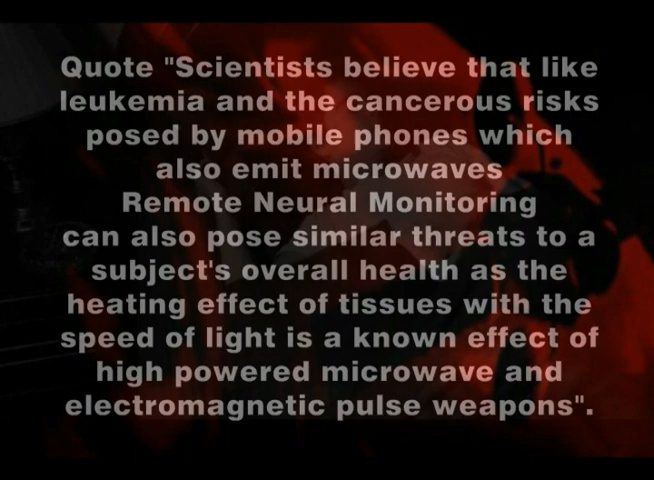 Quote "Scientists believe that like
leukemia and the cancerous risks
posed by mobile phones which
also emit microwaves
Remote Neural Monitoring
can also pose similar threats to a
subject's overall health as the
heating effect of tissues with the
speed of light is a known effect of
high powered microwave and
electromagnetic pulse weapons".